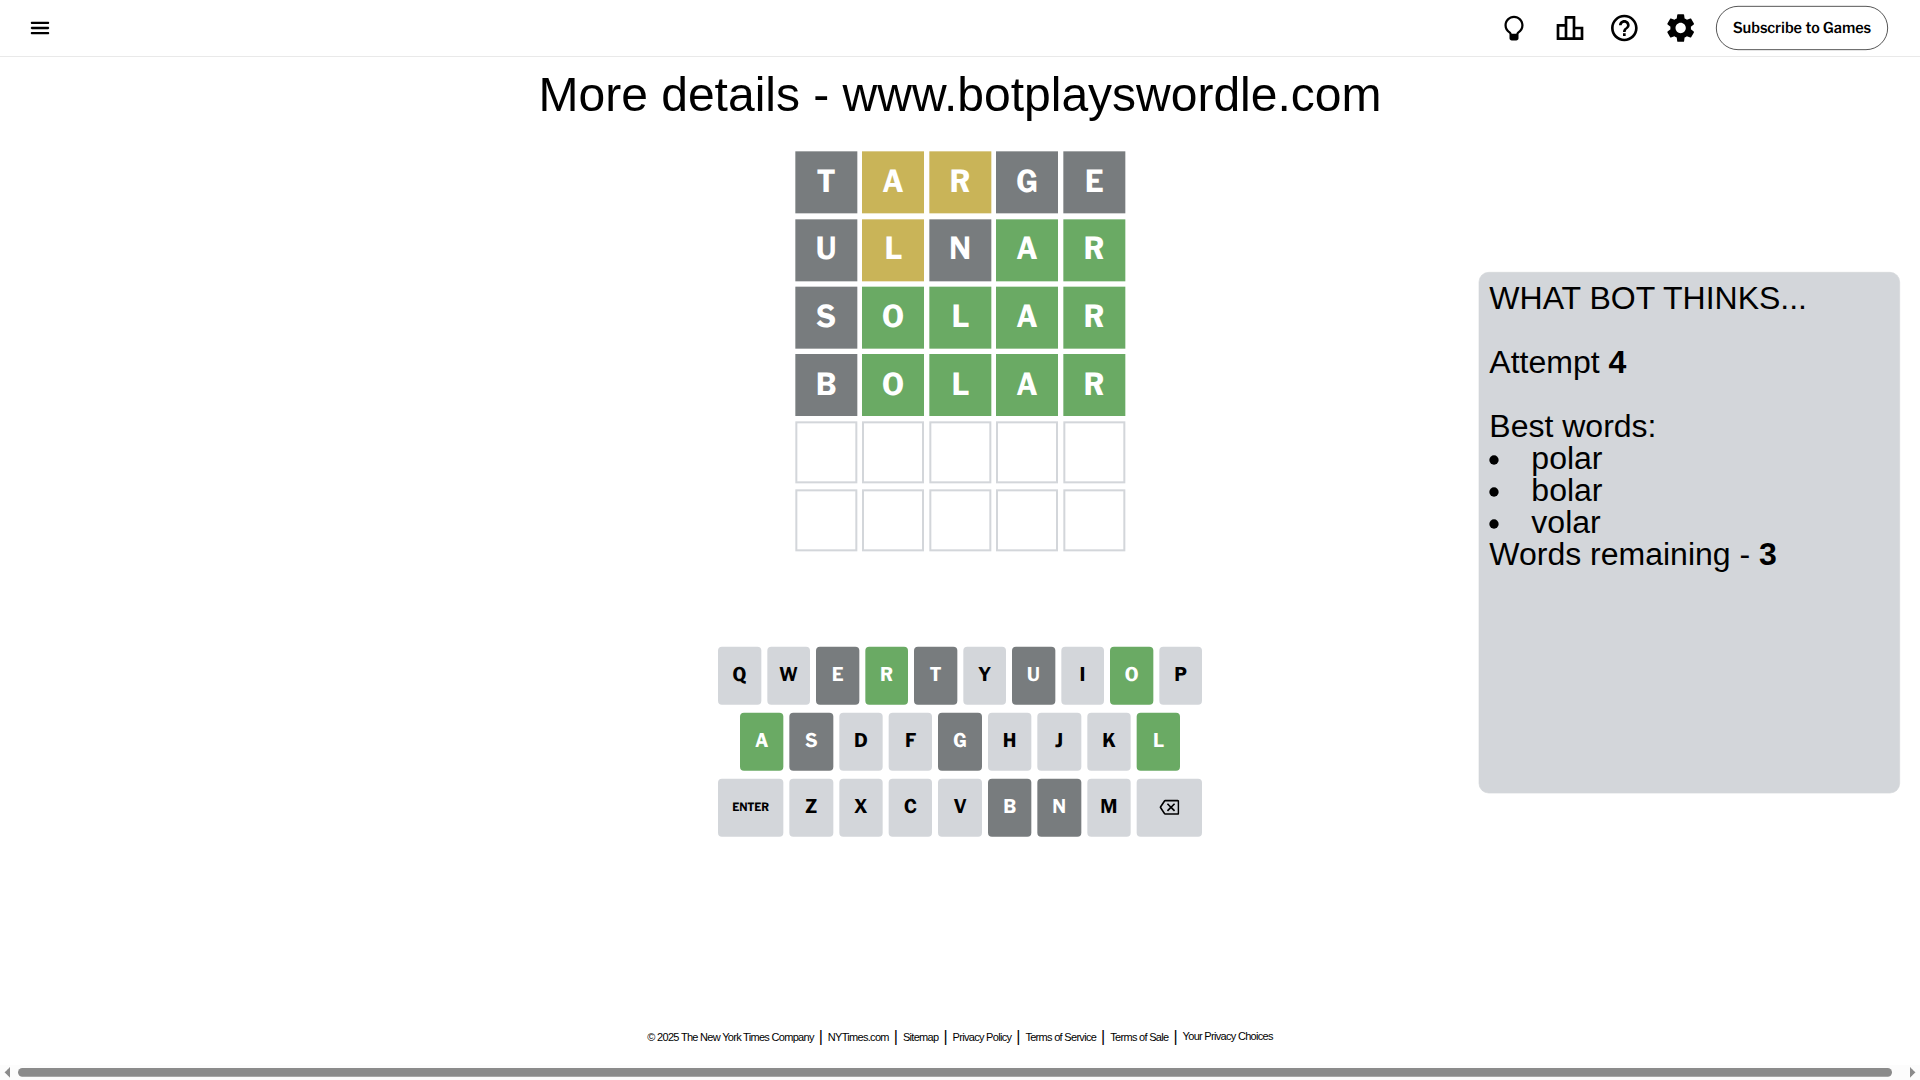 Subscribe to Games
More details - www.botplayswordle.com
T A R G E
U L N A R
S O L A R
B O L A R
WHAT BOT THINKS...
Attempt 4
Best words:
• polar
• bolar
• volar
Words remaining - 3
Q W E R T Y U I O P
A S D F G H J K L
ENTER Z X C V B N M
© 2025 The New York Times Company | NYTimes.com | Sitemap | Privacy Policy | Terms of Service | Terms of Sale | Your Privacy Choices